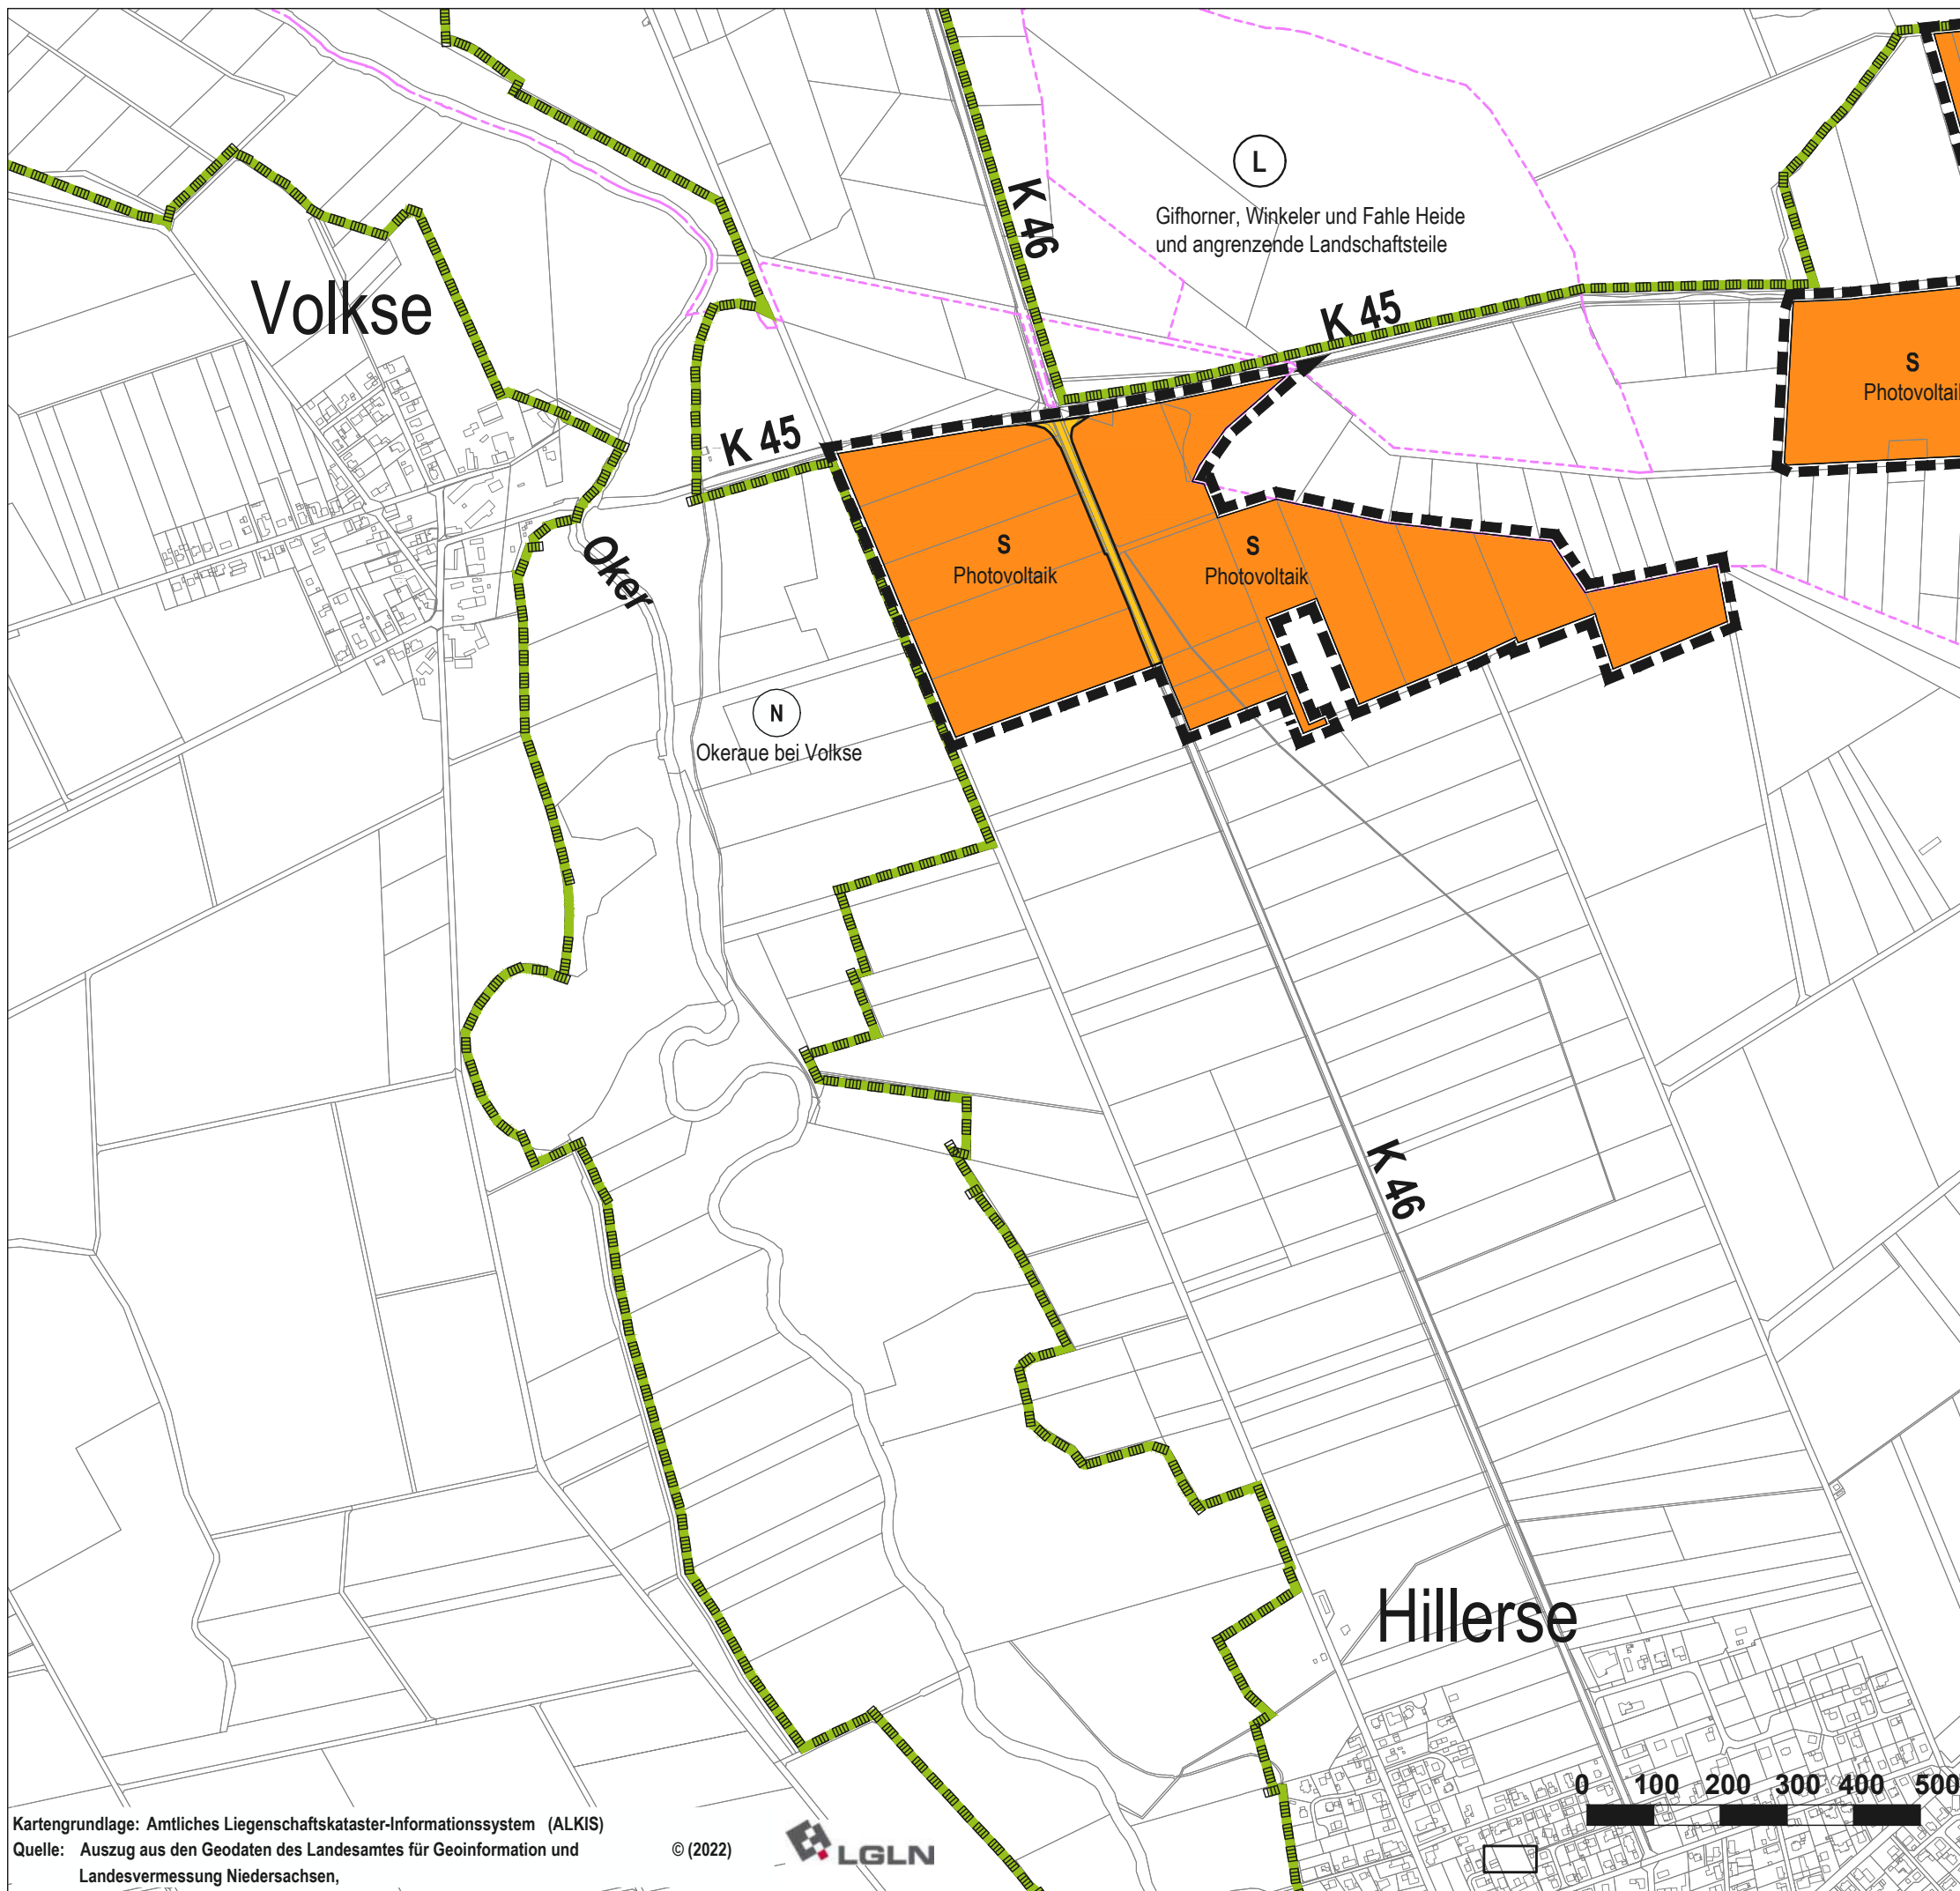 L
Gifhorner, Winkeler und Fahle Heide
und angrenzende Landschaftsteile
K 46
Volkse
K 45
K 45
S
Photovoltaik
Oker
S
Photovoltaik
S
Photovoltaik
N
Okeraue bei Volkse
K 46
Hillerse
0 100 200 300 400 500
Kartengrundlage: Amtliches Liegenschaftskataster-Informationssystem (ALKIS)
Quelle: Auszug aus den Geodaten des Landesamtes für Geoinformation und © (2022)
Landesvermessung Niedersachsen,
LGLN